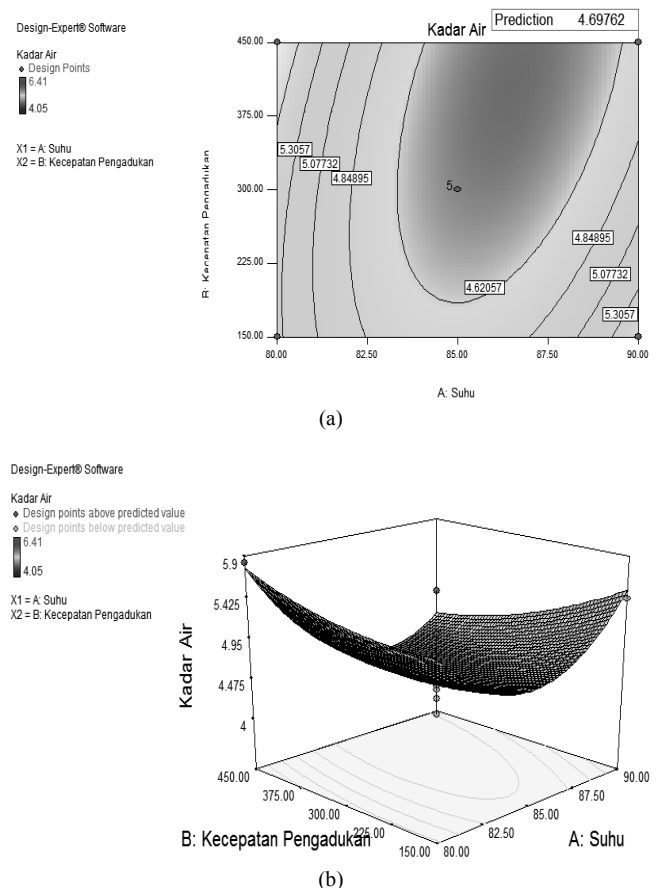 Design-Expert® Software
Kadar Air
Design Points
6.41
4.05
X1 = A: Suhu
X2 = B: Kecepatan Pengadukan
Kadar Air
Prediction 4.69762
450.00
375.00
300.00
225.00
150.00
B: Kecepatan Pengadukan
5.3057
5.07732
4.84895
5
4.62057
4.84895
5.07732
5.3057
80.00 82.50 85.00 87.50 90.00
A: Suhu
(a)
Design-Expert® Software
Kadar Air
Design points above predicted value
Design points below predicted value
6.41
4.05
X1 = A: Suhu
X2 = B: Kecepatan Pengadukan
5.9
5.425
4.95
4.475
4
Kadar Air
450.00
375.00
300.00
225.00
150.00
80.00
82.50
85.00
87.50
90.00
B: Kecepatan Pengadukan
A: Suhu
(b)